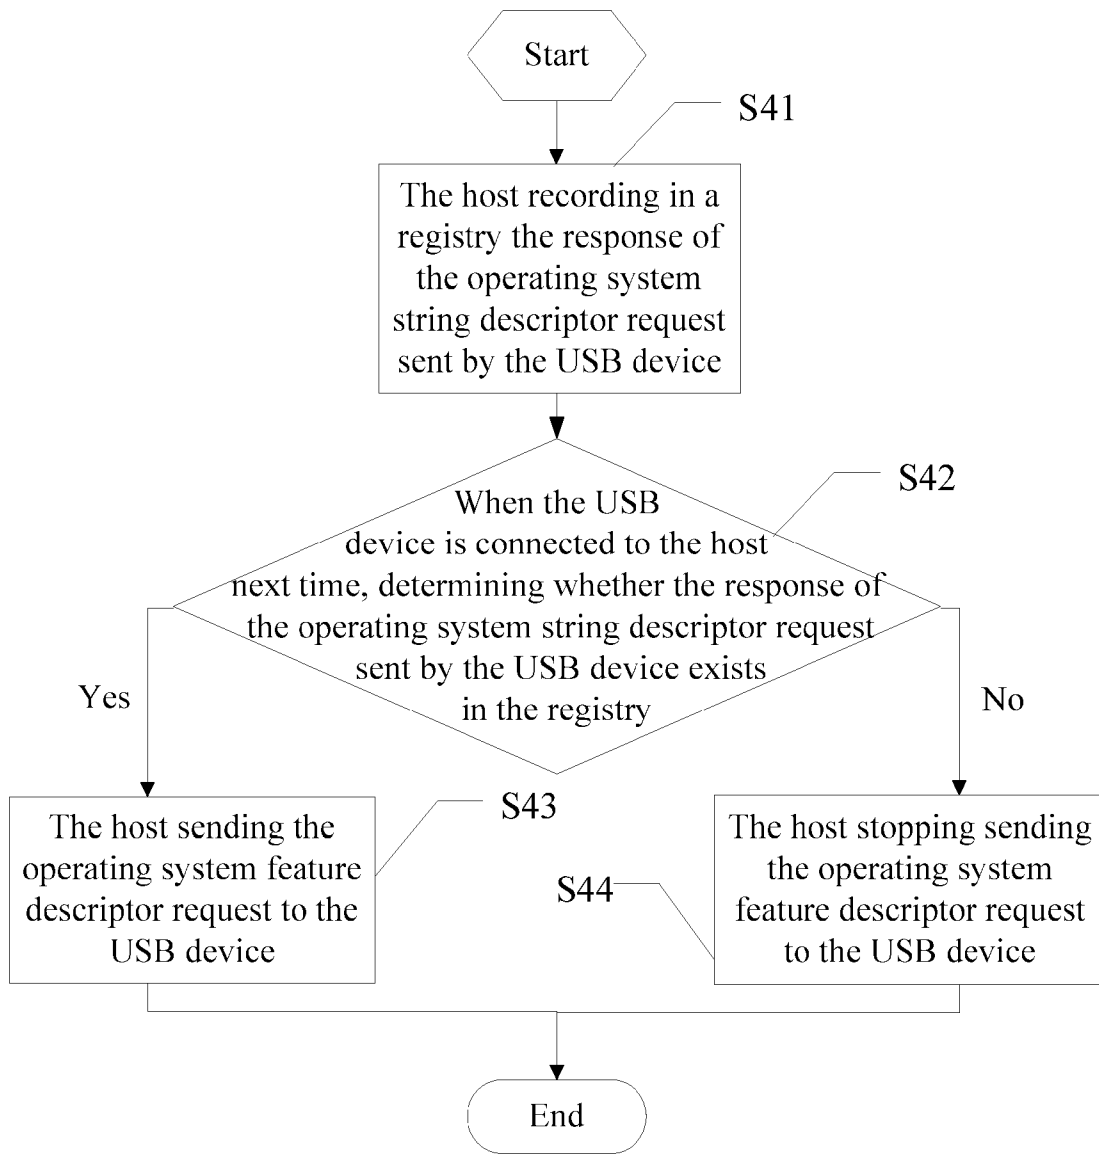 Start
S41
The host recording in a
registry the response of
the operating system
string descriptor request
sent by the USB device
S42
When the USB
device is connected to the host
next time, determining whether the response of
the operating system string descriptor request
sent by the USB device exists
in the registry
Yes
No
S43
The host sending the
operating system feature
descriptor request to the
USB device
S44
The host stopping sending
the operating system
feature descriptor request
to the USB device
End